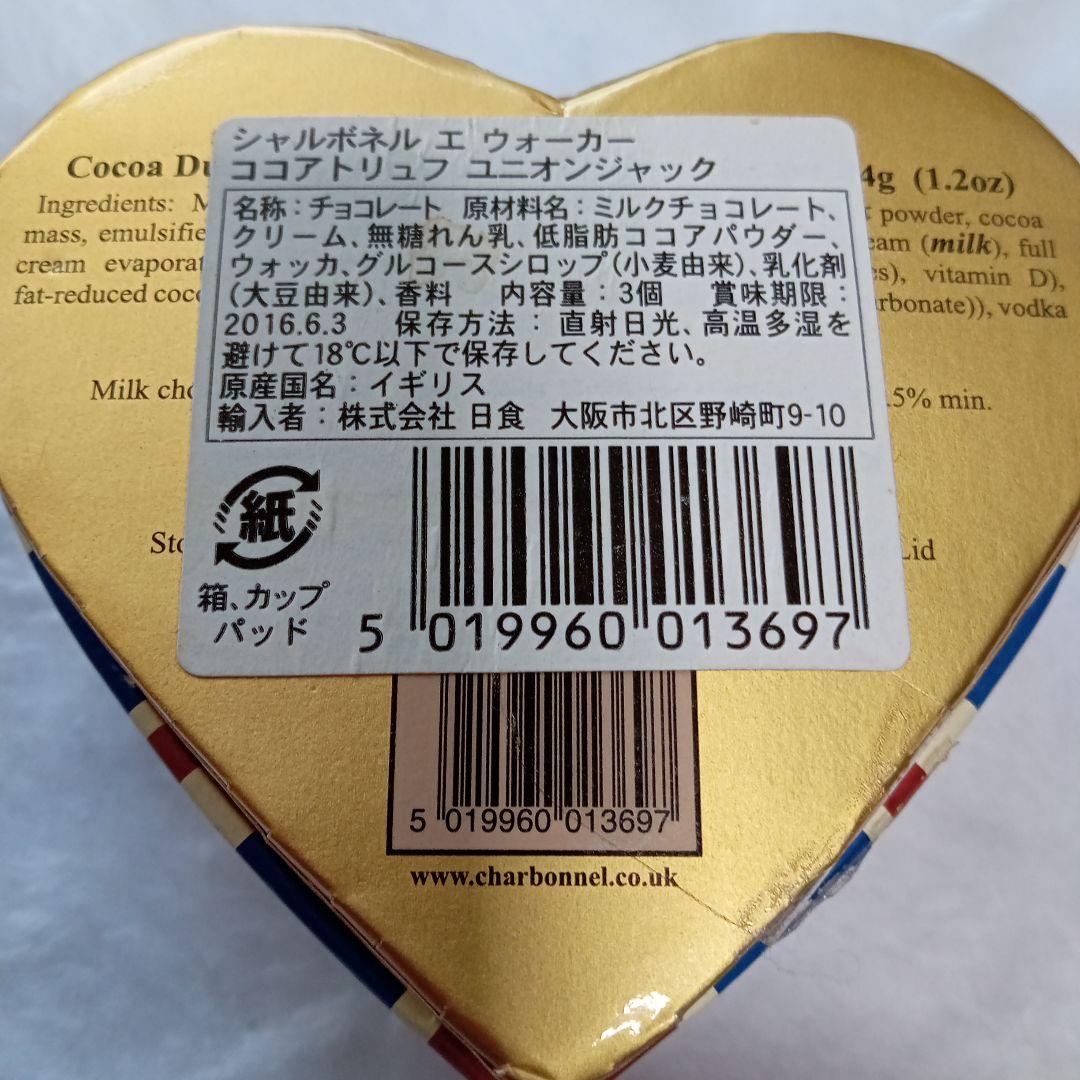 シャルボネル エ ウォーカー
ココアトリュフ ユニオンジャック
名称：チョコレート 原材料名：ミルクチョコレート、
クリーム、無糖れん乳、低脂肪ココアパウダー、
ウォッカ、グルコースシロップ（小麦由来）、乳化剤
（大豆由来）、香料 内容量：3個 賞味期限：
2016.6.3 保存方法：直射日光、高温多湿を
避けて18℃以下で保存してください。
原産国名：イギリス
輸入者：株式会社 日食 大阪市北区野崎町9-10
紙
箱、カップ
パッド
5 019960 013697
Cocoa
4g (1.2oz)
Ingredients:
powder, cocoa
mass,
(milk), full
cream
vitamin D),
fat-reduced
vodka
Milk
5% min.
5 019960 013697
www.charbonnel.co.uk